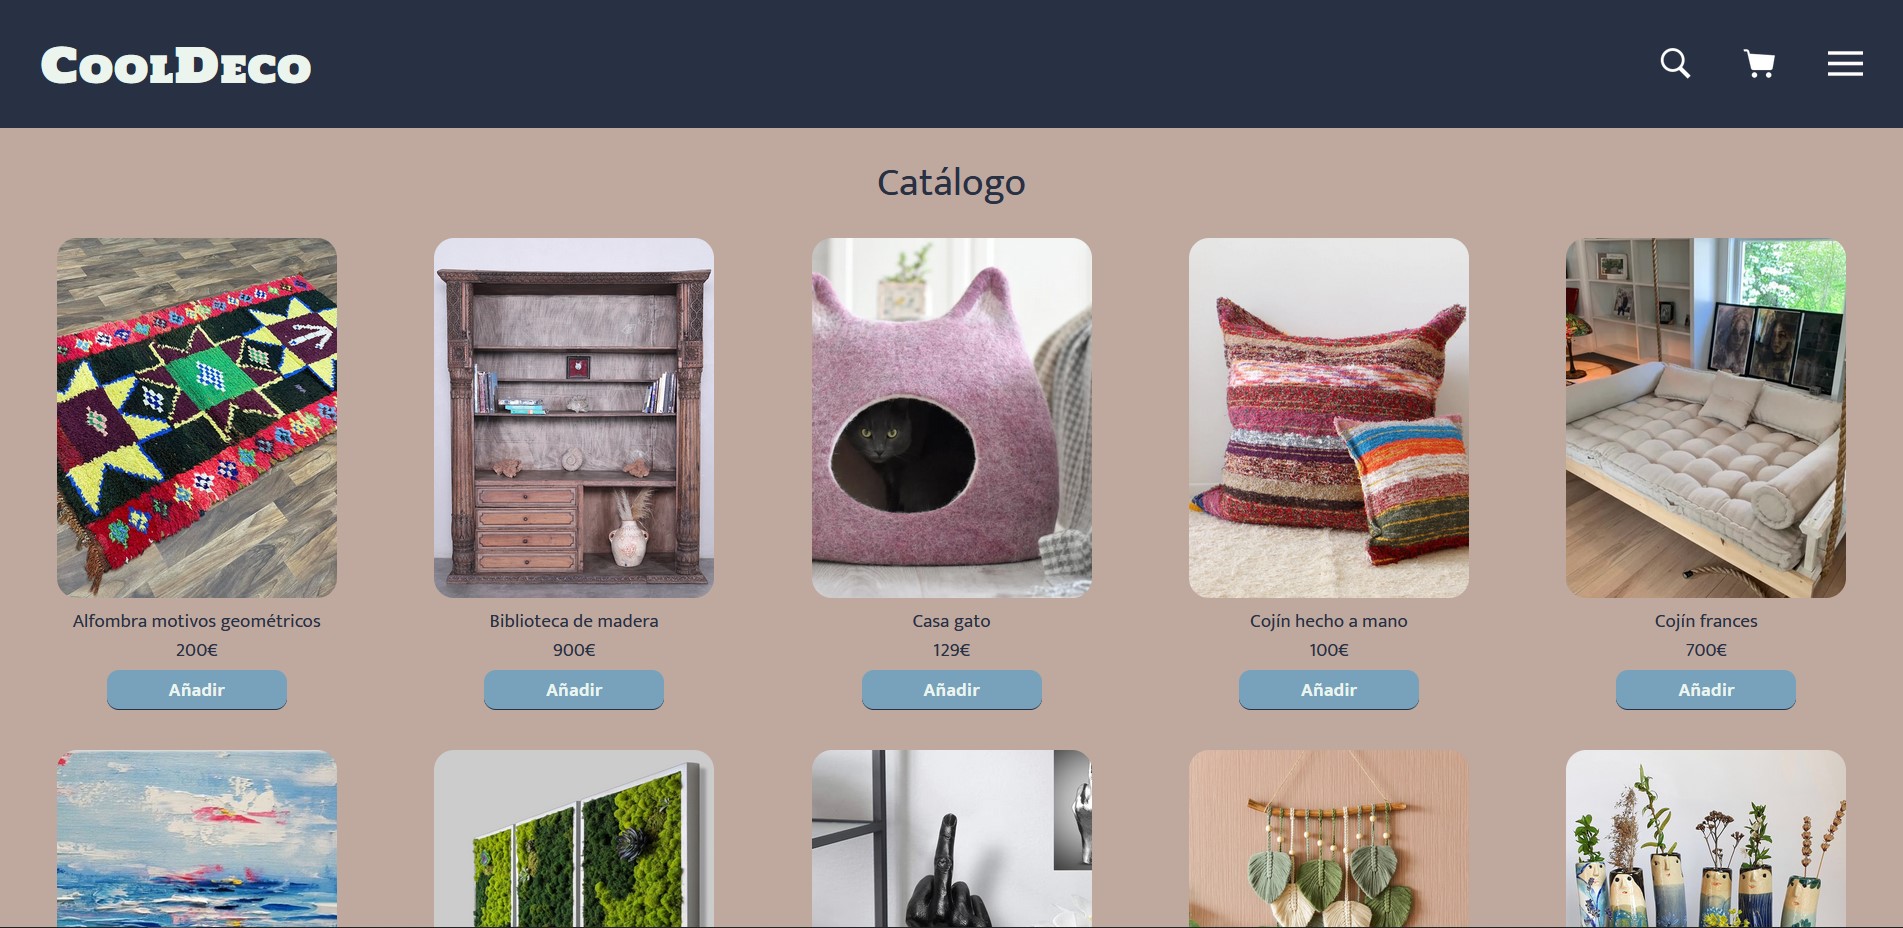 CoolDeco
Catálogo
Alfombra motivos geométricos
200€
Añadir
Biblioteca de madera
900€
Añadir
Casa gato
129€
Añadir
Cojín hecho a mano
100€
Añadir
Cojín frances
700€
Añadir